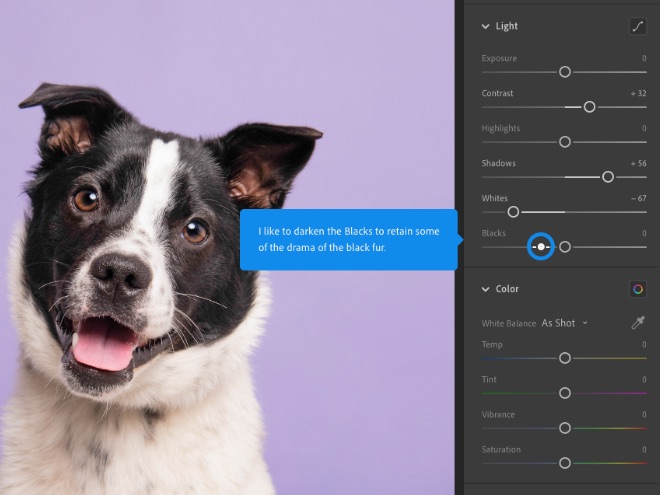 Light
Exposure 0
Contrast + 32
Highlights 0
Shadows + 56
Whites – 67
Blacks 0
I like to darken the Blacks to retain some
of the drama of the black fur.
Color
White Balance As Shot
Temp 0
Tint 0
Vibrance 0
Saturation 0